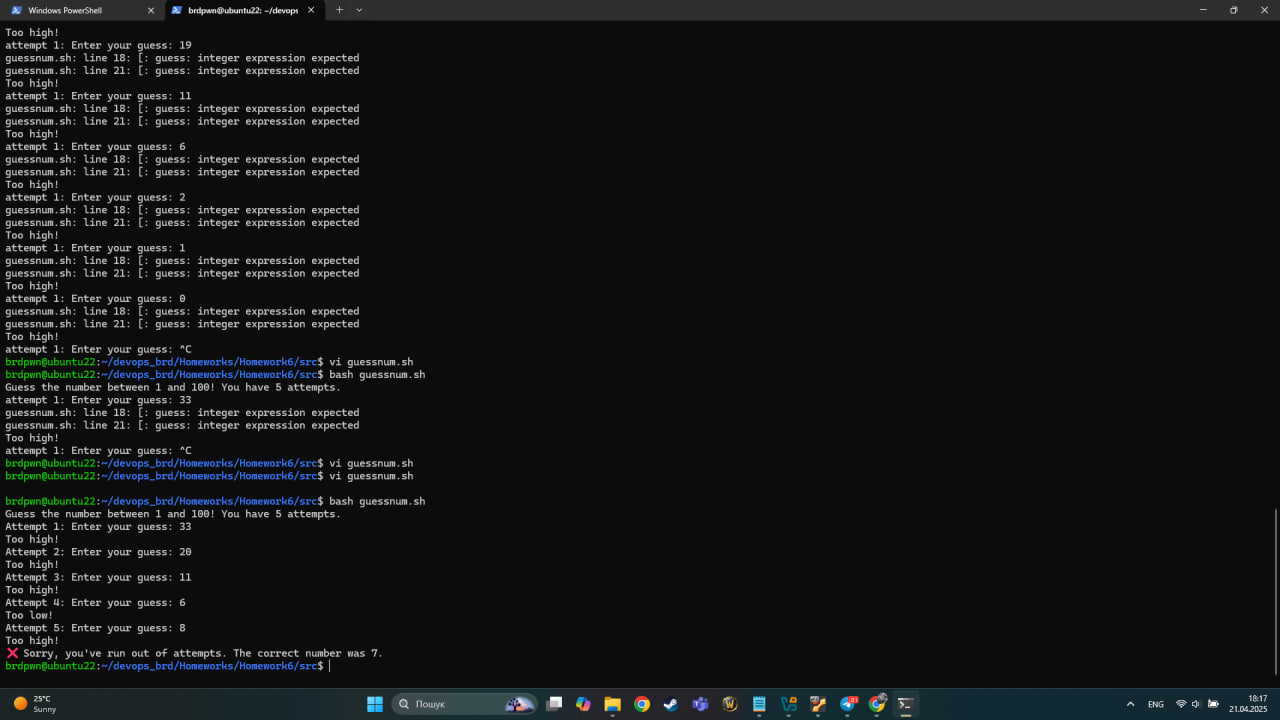 Windows PowerShell
brdpwn@ubuntu22: ~/devops
Too high!
attempt 1: Enter your guess: 19
guessnum.sh: line 18: [: guess: integer expression expected
guessnum.sh: line 21: [: guess: integer expression expected
Too high!
attempt 1: Enter your guess: 11
guessnum.sh: line 18: [: guess: integer expression expected
guessnum.sh: line 21: [: guess: integer expression expected
Too high!
attempt 1: Enter your guess: 6
guessnum.sh: line 18: [: guess: integer expression expected
guessnum.sh: line 21: [: guess: integer expression expected
Too high!
attempt 1: Enter your guess: 2
guessnum.sh: line 18: [: guess: integer expression expected
guessnum.sh: line 21: [: guess: integer expression expected
Too high!
attempt 1: Enter your guess: 1
guessnum.sh: line 18: [: guess: integer expression expected
guessnum.sh: line 21: [: guess: integer expression expected
Too high!
attempt 1: Enter your guess: 0
guessnum.sh: line 18: [: guess: integer expression expected
guessnum.sh: line 21: [: guess: integer expression expected
Too high!
attempt 1: Enter your guess: ^C
brdpwn@ubuntu22:~/devops_brd/Homeworks/Homework6/src$ vi guessnum.sh
brdpwn@ubuntu22:~/devops_brd/Homeworks/Homework6/src$ bash guessnum.sh
Guess the number between 1 and 100! You have 5 attempts.
attempt 1: Enter your guess: 33
guessnum.sh: line 18: [: guess: integer expression expected
guessnum.sh: line 21: [: guess: integer expression expected
Too high!
attempt 1: Enter your guess: ^C
brdpwn@ubuntu22:~/devops_brd/Homeworks/Homework6/src$ vi guessnum.sh
brdpwn@ubuntu22:~/devops_brd/Homeworks/Homework6/src$ vi guessnum.sh
brdpwn@ubuntu22:~/devops_brd/Homeworks/Homework6/src$ bash guessnum.sh
Guess the number between 1 and 100! You have 5 attempts.
Attempt 1: Enter your guess: 33
Too high!
Attempt 2: Enter your guess: 20
Too high!
Attempt 3: Enter your guess: 11
Too high!
Attempt 4: Enter your guess: 6
Too low!
Attempt 5: Enter your guess: 8
Too high!
❌ Sorry, you've run out of attempts. The correct number was 7.
brdpwn@ubuntu22:~/devops_brd/Homeworks/Homework6/src$
25°C
Sunny
Пошук
ENG
18:17
21.04.2025